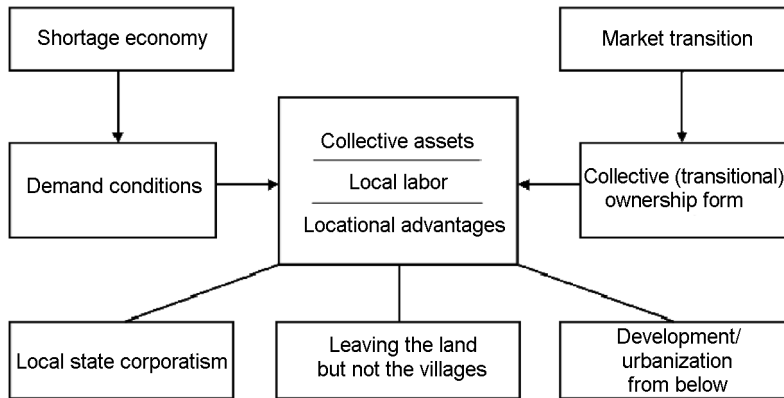 Shortage economy
Market transition
Collective assets
Local labor
Locational advantages
Demand conditions
Collective (transitional)
ownership form
Local state corporatism
Leaving the land
but not the villages
Development/
urbanization
from below